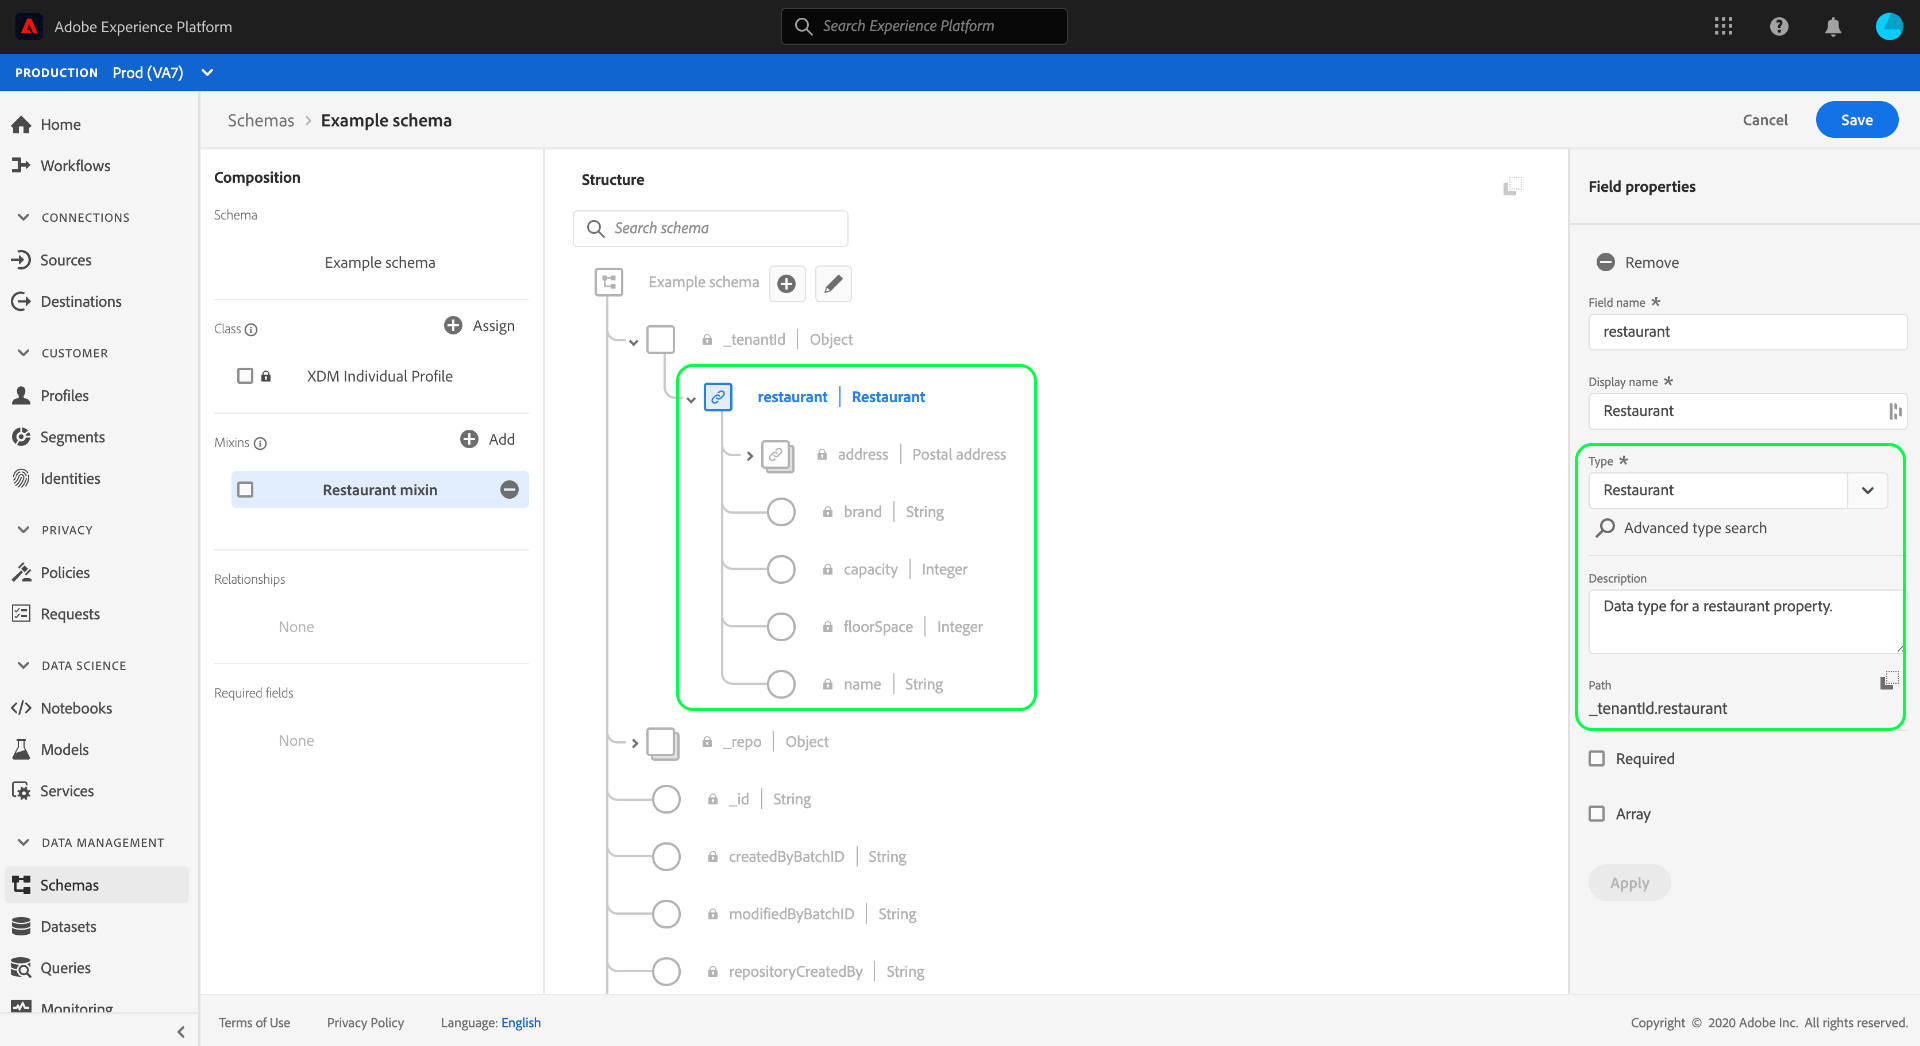 Adobe Experience Platform
Search Experience Platform
PRODUCTION Prod (VA7)
Home
Workflows
CONNECTIONS
Sources
Destinations
CUSTOMER
Profiles
Segments
Identities
PRIVACY
Policies
Requests
DATA SCIENCE
Notebooks
Models
Services
DATA MANAGEMENT
Schemas
Datasets
Queries
Monitoring
Schemas > Example schema
Cancel
Save
Composition
Schema
Example schema
Class
Assign
XDM Individual Profile
Mixins
Add
Restaurant mixin
Relationships
None
Required fields
None
Structure
Search schema
Example schema
_tenantId | Object
restaurant | Restaurant
address | Postal address
brand | String
capacity | Integer
floorSpace | Integer
name | String
_repo | Object
_id | String
createdByBatchID | String
modifiedByBatchID | String
repositoryCreatedBy | String
Field properties
Remove
Field name *
restaurant
Display name *
Restaurant
Type *
Restaurant
Advanced type search
Description
Data type for a restaurant property.
Path
_tenantId.restaurant
Required
Array
Apply
Terms of Use
Privacy Policy
Language: English
Copyright © 2020 Adobe Inc. All rights reserved.